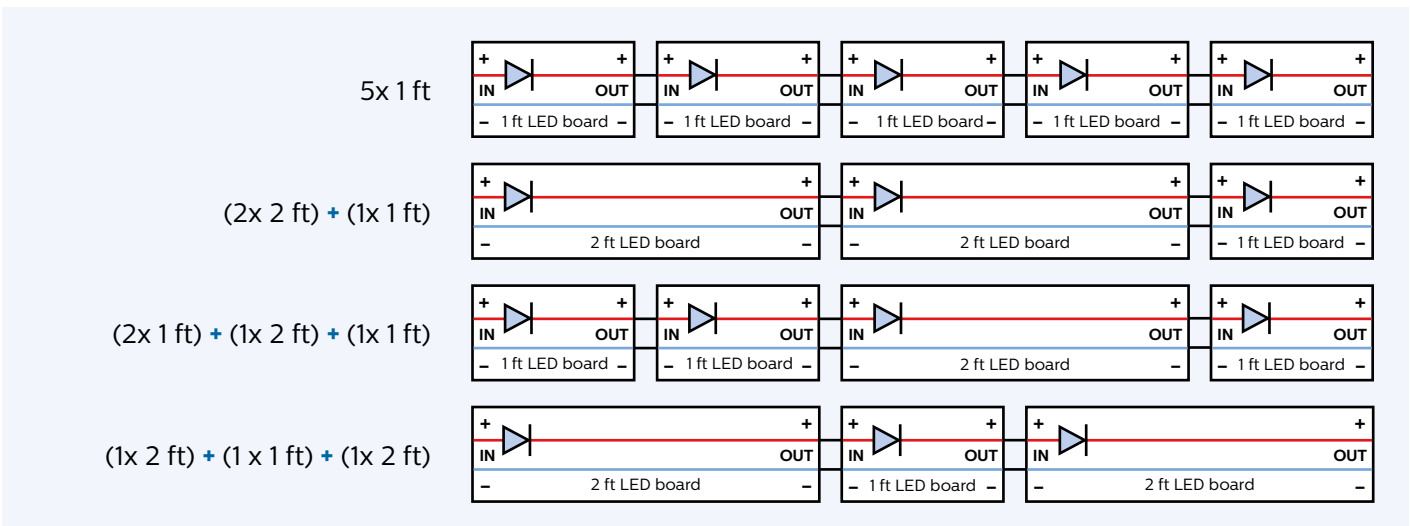 5x 1 ft
+ + + + + + + + + +
IN OUT IN OUT IN OUT IN OUT IN OUT
– 1 ft LED board – – 1 ft LED board – – 1 ft LED board – – 1 ft LED board – – 1 ft LED board –
(2x 2 ft) + (1x 1 ft)
+ + + + + +
IN OUT IN OUT IN OUT
– 2 ft LED board – – 2 ft LED board – – 1 ft LED board –
(2x 1 ft) + (1x 2 ft) + (1x 1 ft)
+ + + + + + + +
IN OUT IN OUT IN OUT IN OUT
– 1 ft LED board – – 1 ft LED board – – 2 ft LED board – – 1 ft LED board –
(1x 2 ft) + (1 x 1 ft) + (1x 2 ft)
+ + + + + +
IN OUT IN OUT IN OUT
– 2 ft LED board – – 1 ft LED board – – 2 ft LED board –